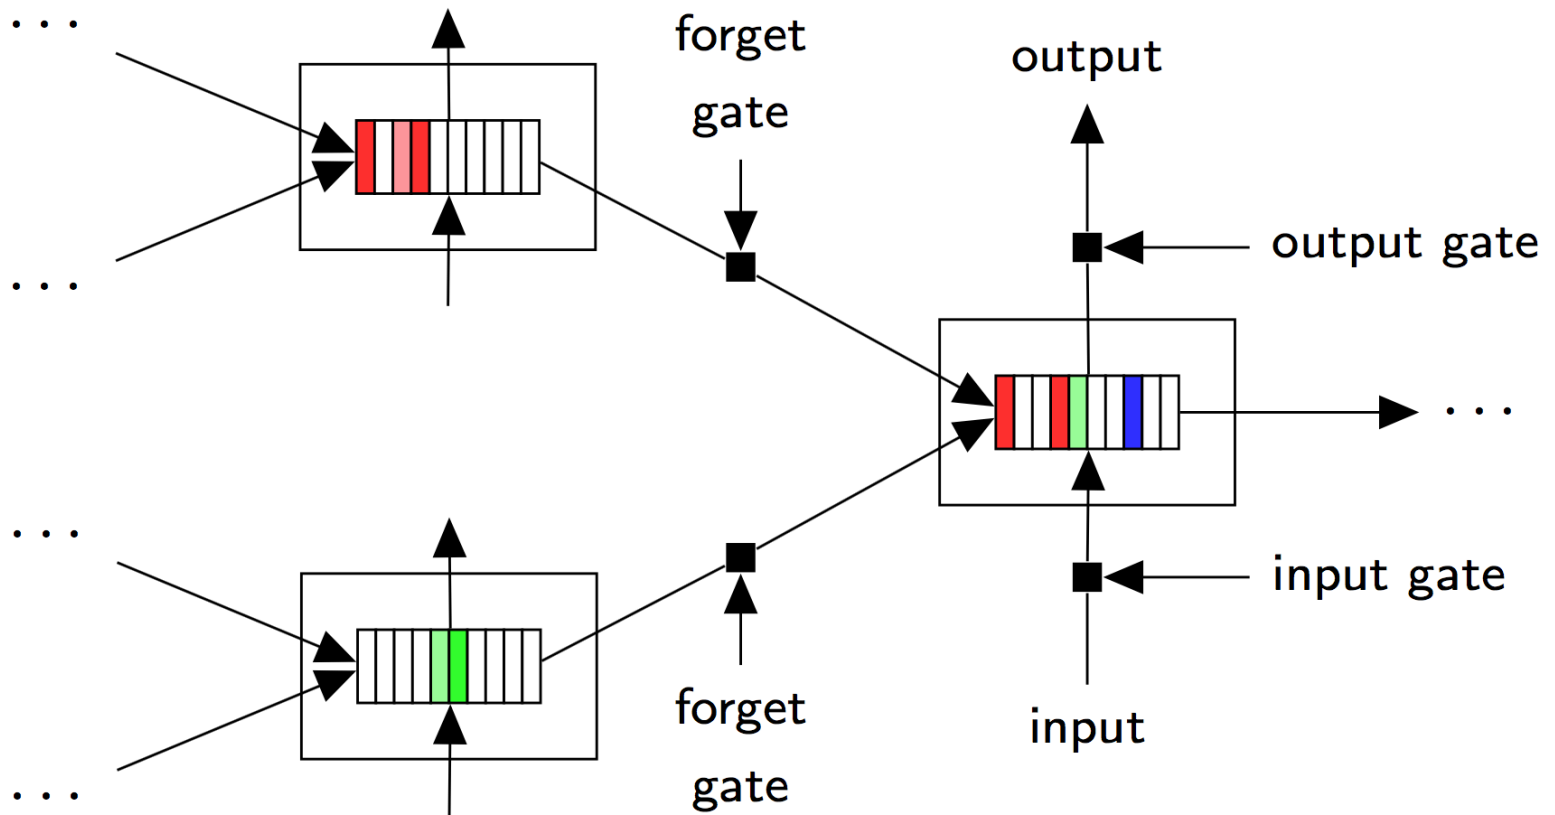 . . .
forget
gate
output
. . .
output gate
. . .
. . .
input gate
forget
gate
input
. . .